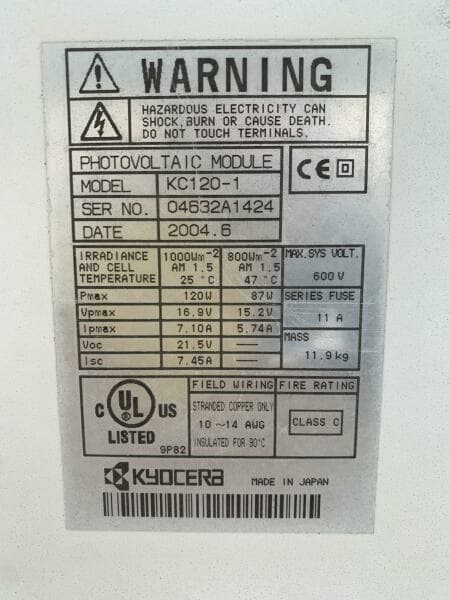 WARNING
HAZARDOUS ELECTRICITY CAN
SHOCK, BURN OR CAUSE DEATH.
DO NOT TOUCH TERMINALS.
PHOTOVOLTAIC MODULE
MODEL KC120-1
SER NO. 04632A1424
DATE 2004.6
CE
IRRADIANCE AND CELL TEMPERATURE 1000Wm⁻² AM 1.5 25 °C 800Wm⁻² AM 1.5 47 °C
Pmax 120W 87W
Vpmax 16.9V 15.2V
Ipmax 7.10A 5.74A
Voc 21.5V ——
Isc 7.45A ——
MAX. SYS VOLT.
600 V
SERIES FUSE
11 A
MASS
11.9kg
C UL US
LISTED
9P82
FIELD WIRING
STRANDED COPPER ONLY
10 ~14 AWG
INSULATED FOR 90°C
FIRE RATING
CLASS C
KYOCERA MADE IN JAPAN